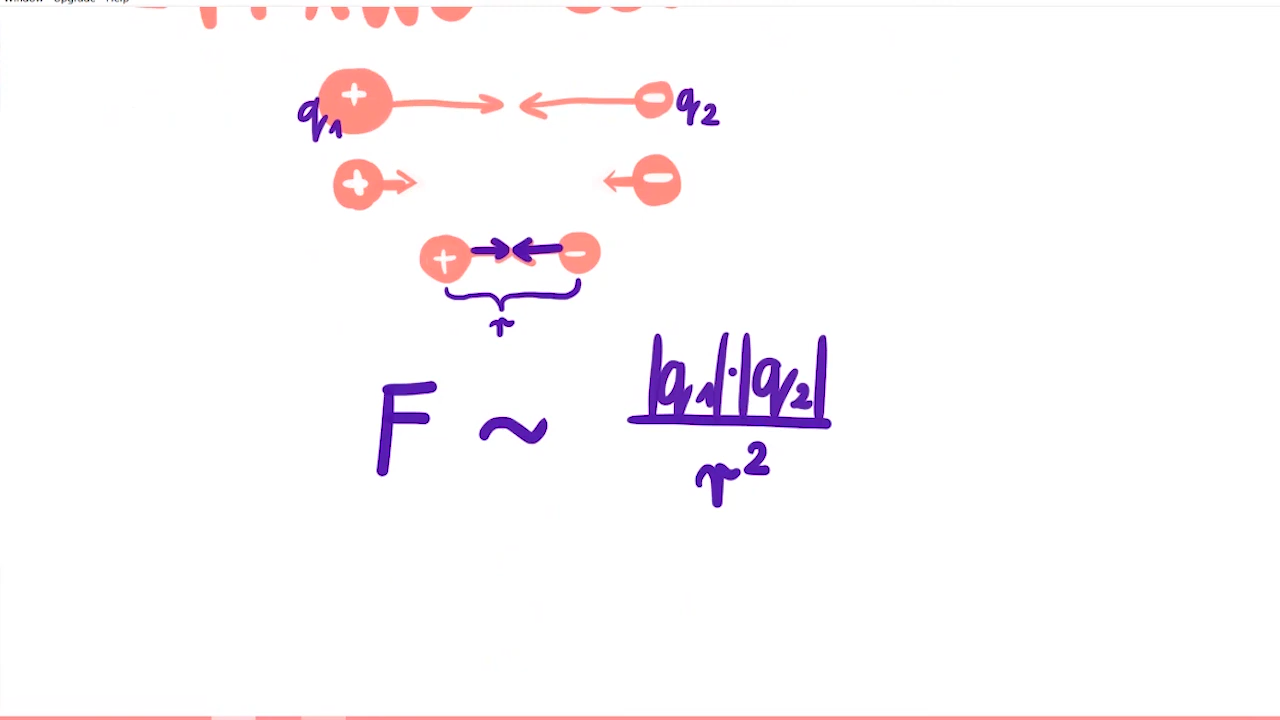 Window Upgrade Help
+ - 
q1 q2
+ -
+ -
r
F ~ |q1|·|q2| / r²